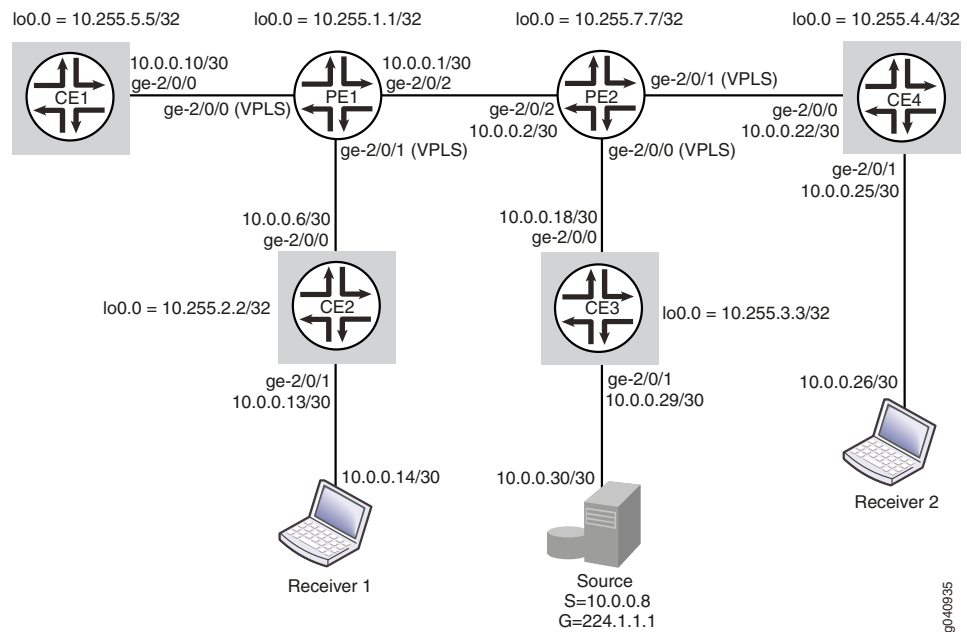 lo0.0 = 10.255.5.5/32
lo0.0 = 10.255.1.1/32
lo0.0 = 10.255.7.7/32
lo0.0 = 10.255.4.4/32
10.0.0.10/30
ge-2/0/0
CE1
ge-2/0/0 (VPLS)
PE1
10.0.0.1/30
ge-2/0/2
ge-2/0/2
10.0.0.2/30
PE2
ge-2/0/1 (VPLS)
ge-2/0/0
10.0.0.22/30
CE4
ge-2/0/1 (VPLS)
ge-2/0/0 (VPLS)
ge-2/0/1
10.0.0.25/30
10.0.0.6/30
ge-2/0/0
10.0.0.18/30
ge-2/0/0
lo0.0 = 10.255.2.2/32
CE2
CE3
lo0.0 = 10.255.3.3/32
ge-2/0/1
10.0.0.13/30
ge-2/0/1
10.0.0.29/30
10.0.0.26/30
10.0.0.14/30
10.0.0.30/30
Receiver 2
Receiver 1
Source
S=10.0.0.8
G=224.1.1.1
g040935